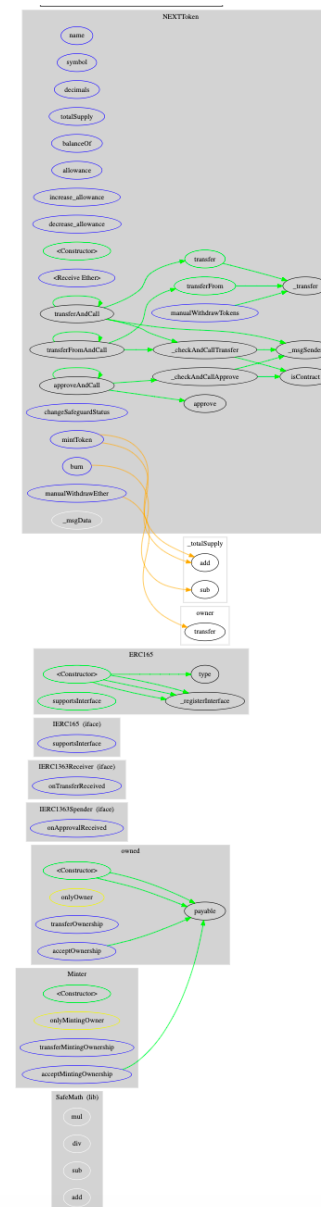 NEXTToken
name
symbol
decimals
totalSupply
balanceOf
allowance
increase_allowance
decrease_allowance
<Constructor>
transfer
<Receive Ether>
transferFrom
_transfer
transferAndCall
manualWithdrawTokens
transferFromAndCall
_checkAndCallTransfer
_msgSende
approveAndCall
_checkAndCallApprove
isContract
changeSafeguardStatus
approve
mintToken
burn
manualWithdrawEther
_msgData
_totalSupply
add
sub
owner
transfer
ERC165
<Constructor>
type
supportsInterface
_registerInterface
IERC165 (iface)
supportsInterface
IERC1363Receiver (iface)
onTransferReceived
IERC1363Spender (iface)
onApprovalReceived
owned
<Constructor>
onlyOwner
payable
transferOwnership
acceptOwnership
Minter
<Constructor>
onlyMintingOwner
transferMintingOwnership
acceptMintingOwnership
SafeMath (lib)
mul
div
sub
add